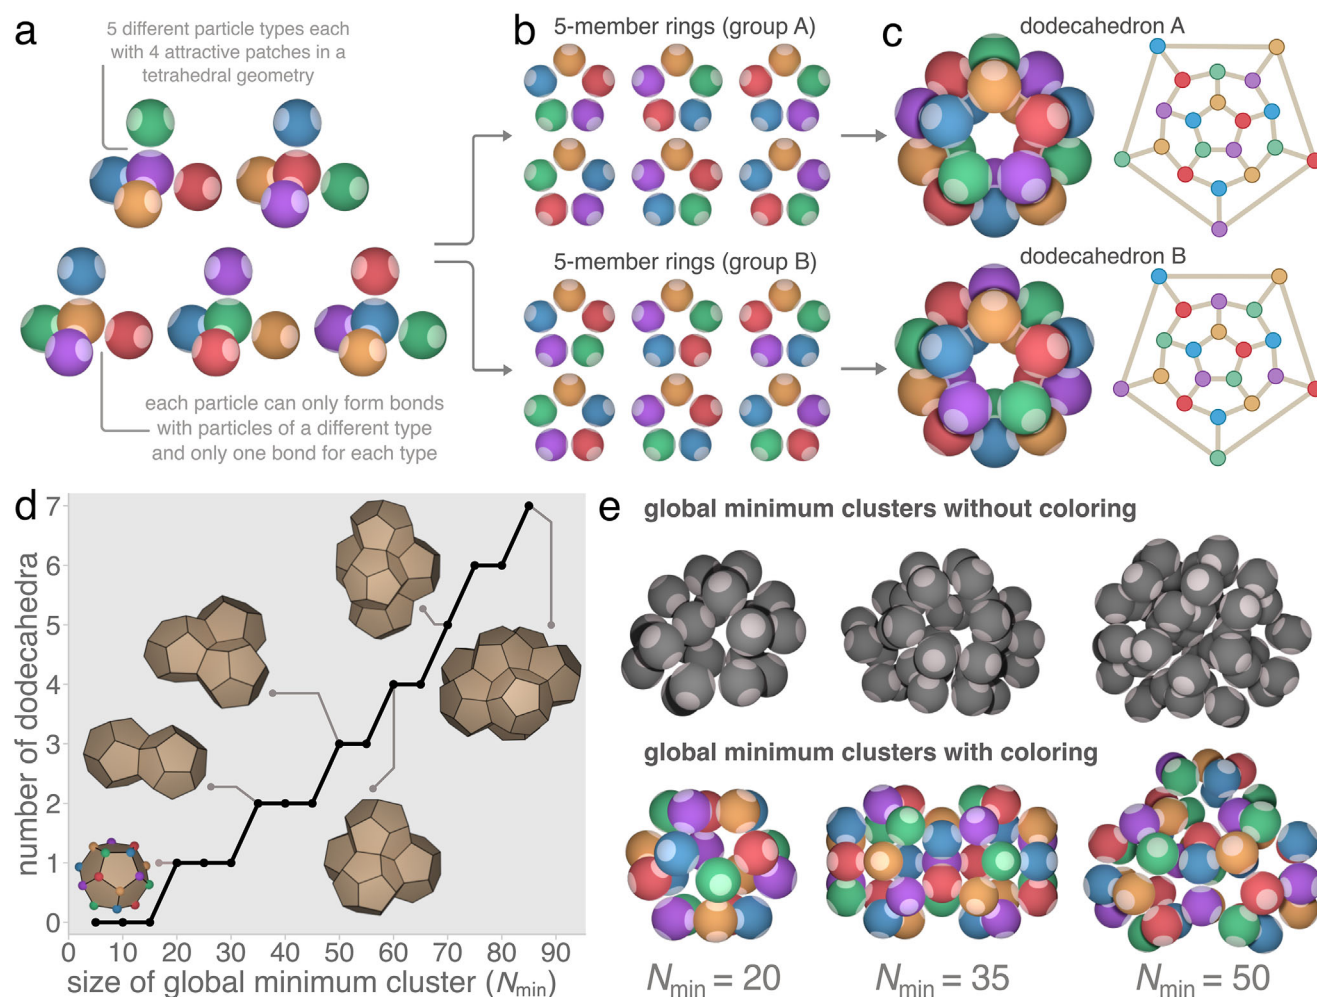 a
5 different particle types each
with 4 attractive patches in a
tetrahedral geometry
each particle can only form bonds
with particles of a different type
and only one bond for each type
b
5-member rings (group A)
5-member rings (group B)
c
dodecahedron A
dodecahedron B
d
number of dodecahedra
7
6
5
4
3
2
1
0
0 10 20 30 40 50 60 70 80 90
size of global minimum cluster (Nmin)
e
global minimum clusters without coloring
global minimum clusters with coloring
Nmin = 20
Nmin = 35
Nmin = 50